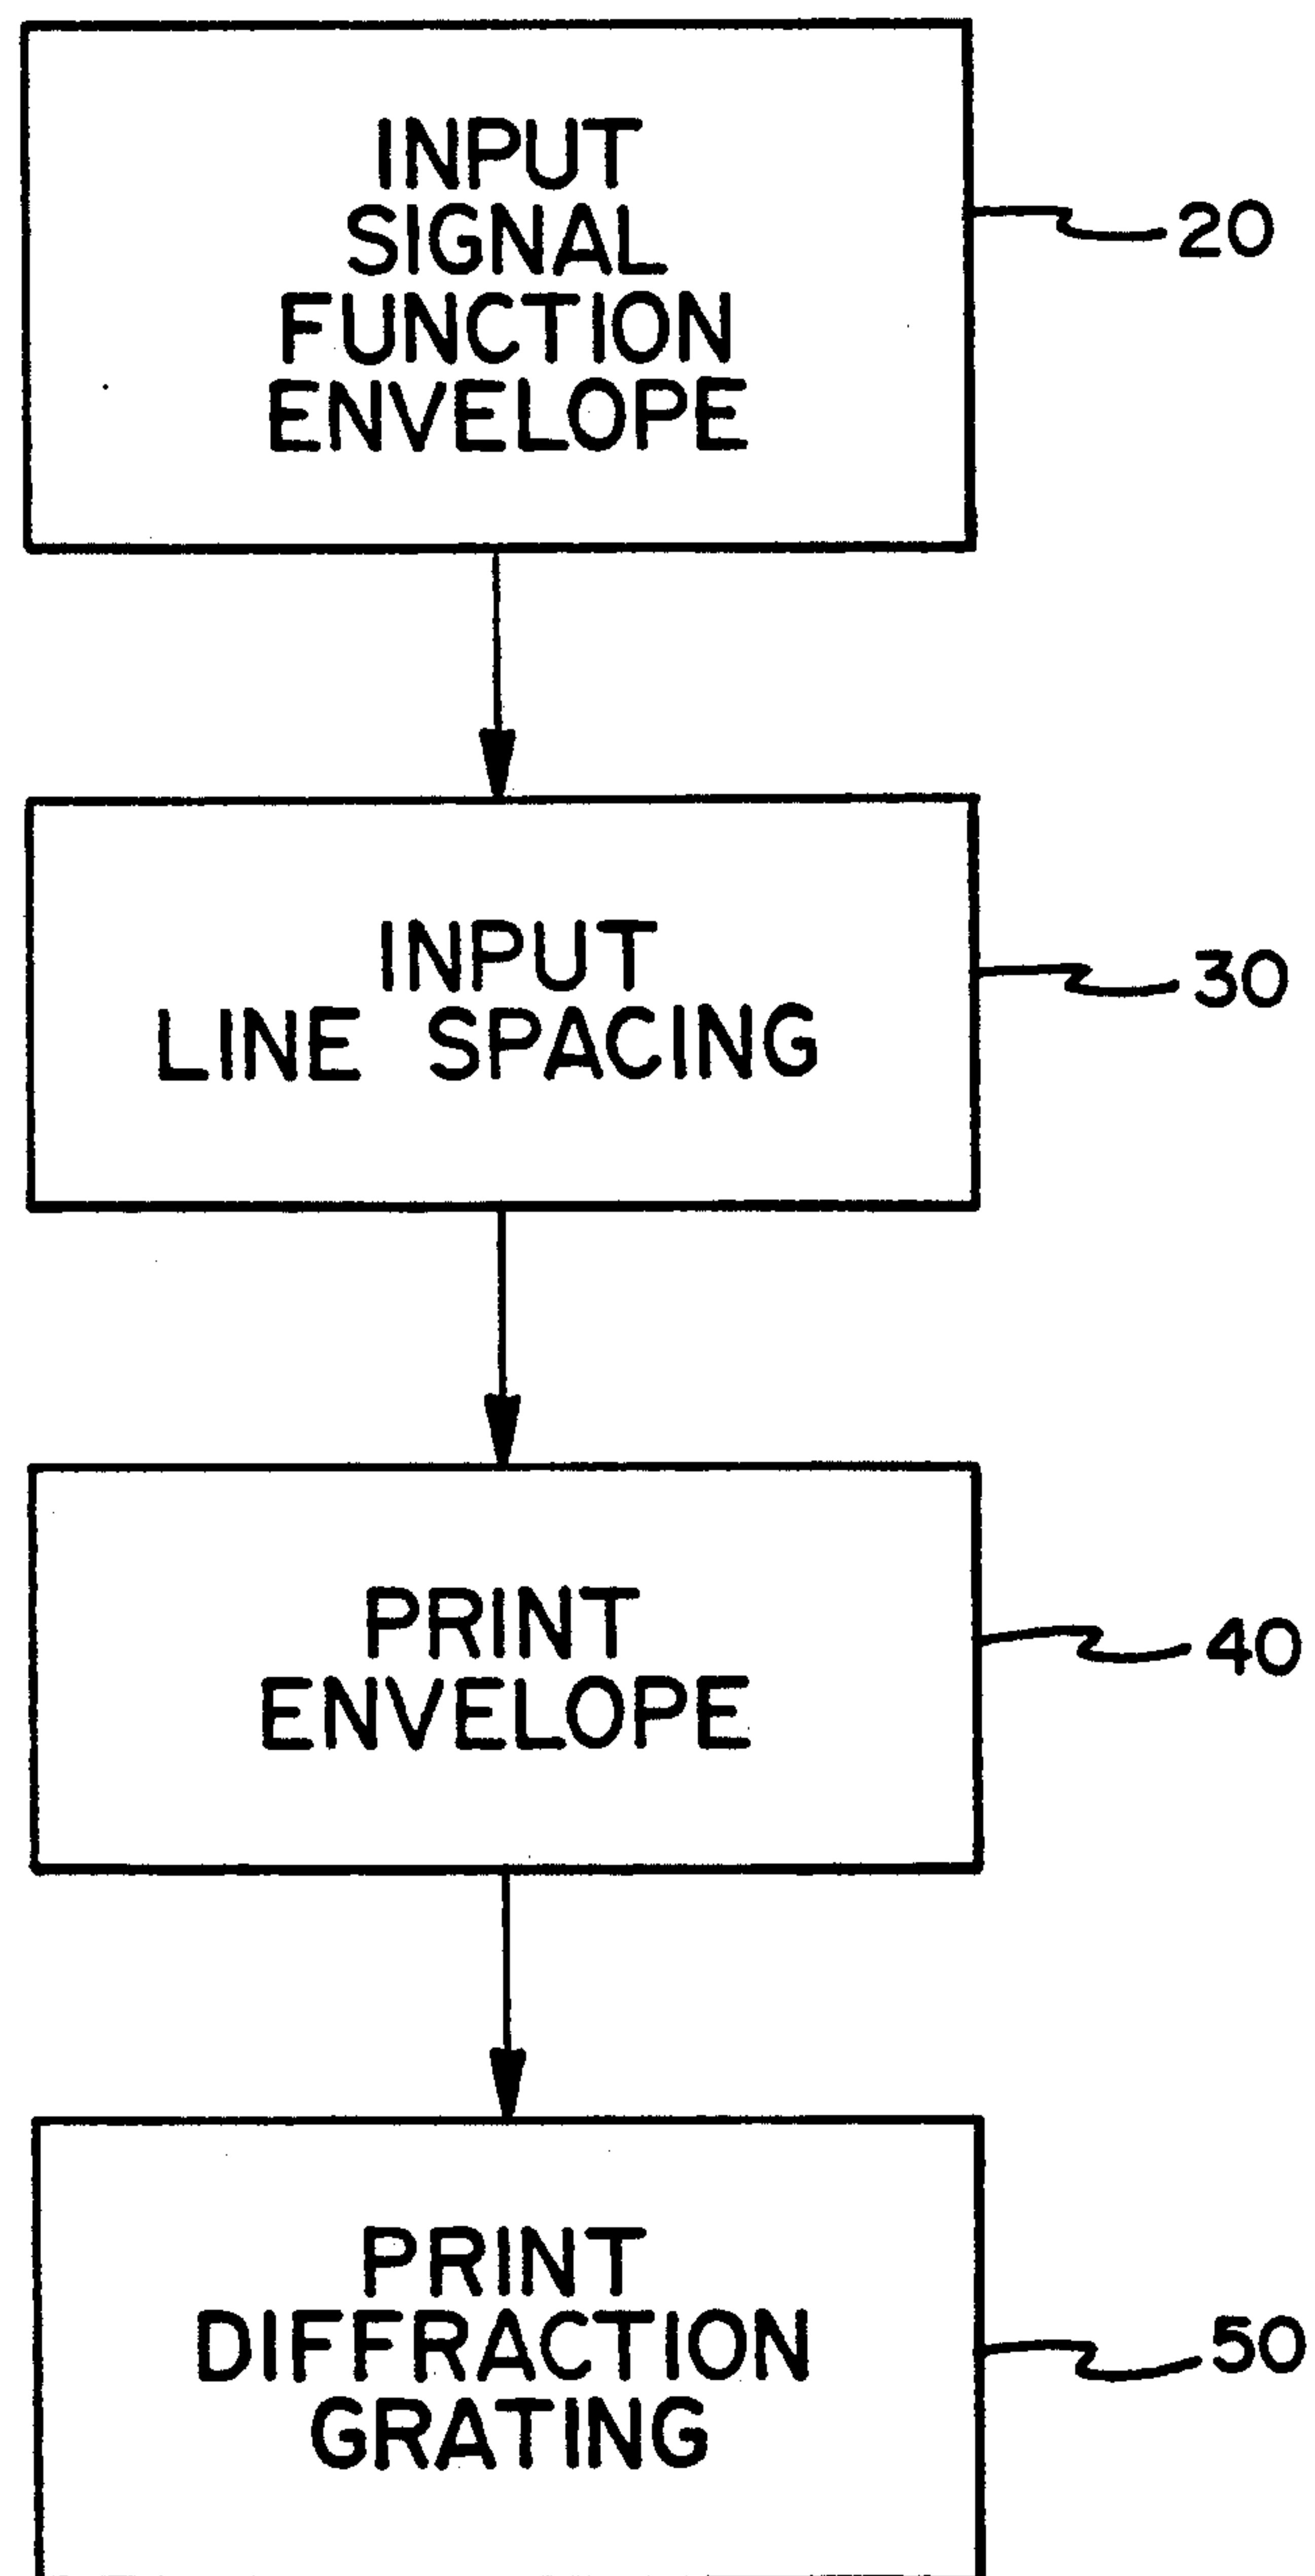 INPUT
SIGNAL
FUNCTION
ENVELOPE
20
INPUT
LINE SPACING
30
PRINT
ENVELOPE
40
PRINT
DIFFRACTION
GRATING
50